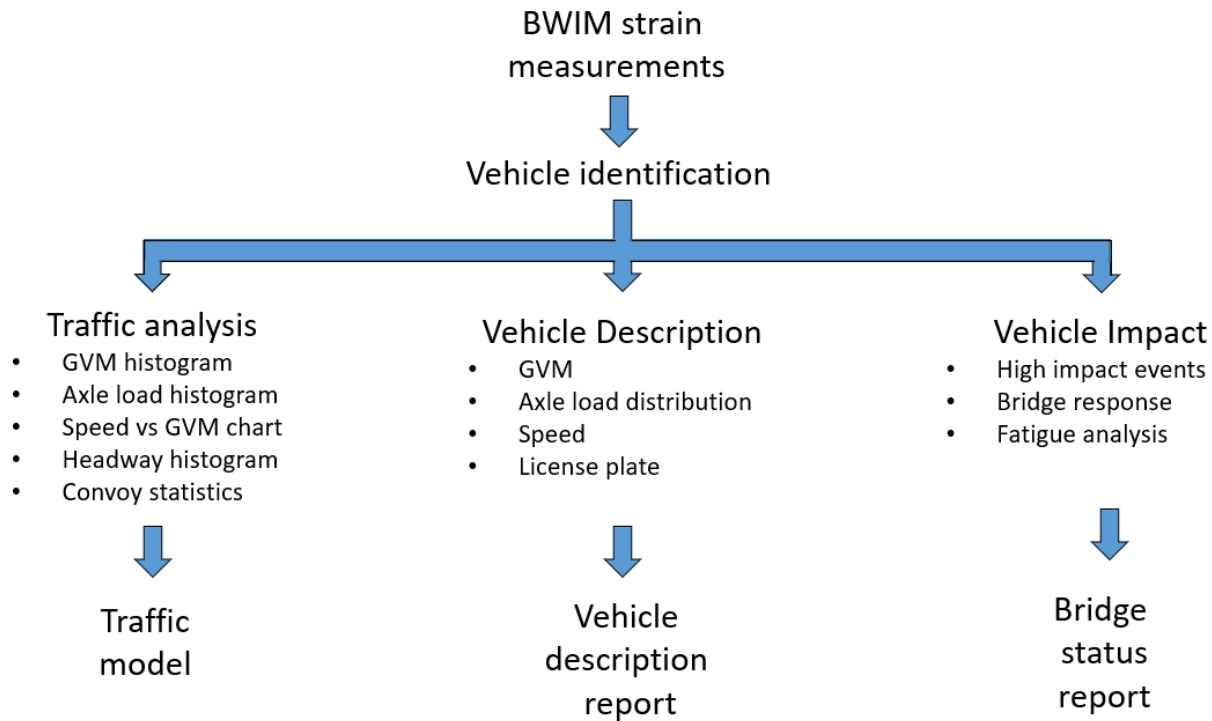 BWIM strain
measurements
Vehicle identification
Traffic analysis
• GVM histogram
• Axle load histogram
• Speed vs GVM chart
• Headway histogram
• Convoy statistics
Traffic
model
Vehicle Description
• GVM
• Axle load distribution
• Speed
• License plate
Vehicle
description
report
Vehicle Impact
• High impact events
• Bridge response
• Fatigue analysis
Bridge
status
report